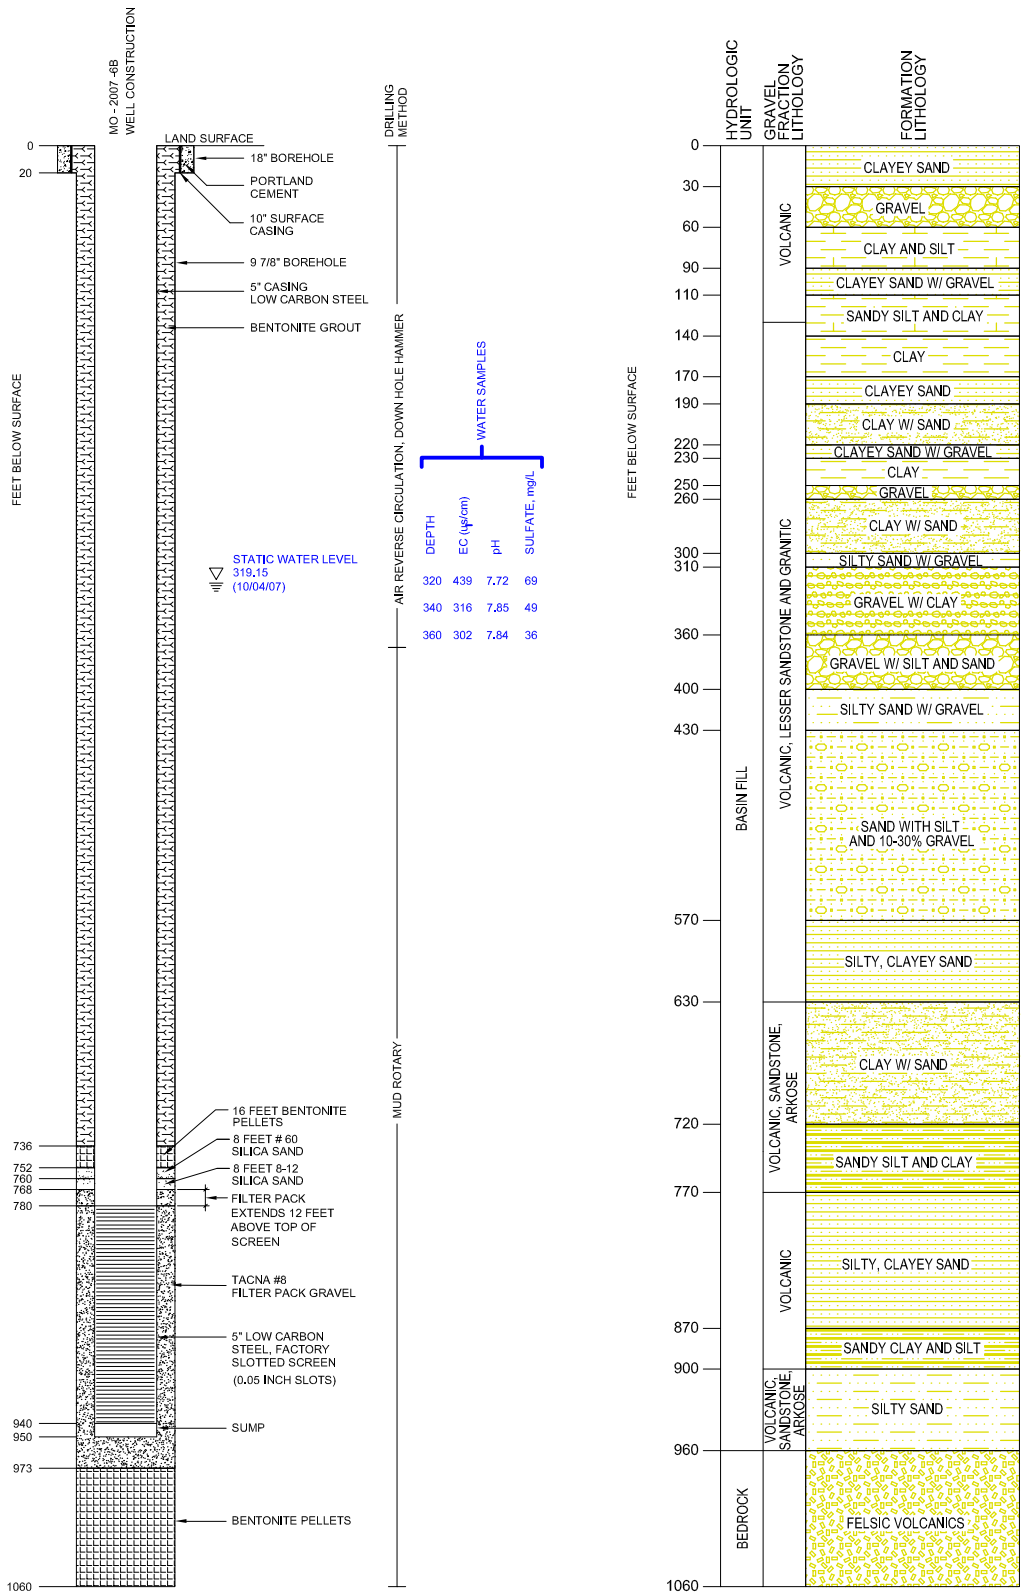 MO - 2007 -6B
WELL CONSTRUCTION
DRILLING
METHOD
HYDROLOGIC
UNIT
GRAVEL
FRACTION
LITHOLOGY
FORMATION
LITHOLOGY
LAND SURFACE
0
20
18" BOREHOLE
PORTLAND
CEMENT
10" SURFACE
CASING
9 7/8" BOREHOLE
5" CASING
LOW CARBON STEEL
BENTONITE GROUT
FEET BELOW SURFACE
STATIC WATER LEVEL
319.15
(10/04/07)
AIR REVERSE CIRCULATION, DOWN HOLE HAMMER
WATER SAMPLES
DEPTH
EC (µs/cm)
pH
SULFATE, mg/L
320 439 7.72 69
340 316 7.85 49
360 302 7.84 36
MUD ROTARY
16 FEET BENTONITE
PELLETS
8 FEET # 60
SILICA SAND
8 FEET 8-12
SILICA SAND
FILTER PACK
EXTENDS 12 FEET
ABOVE TOP OF
SCREEN
TACNA #8
FILTER PACK GRAVEL
5" LOW CARBON
STEEL, FACTORY
SLOTTED SCREEN
(0.05 INCH SLOTS)
SUMP
BENTONITE PELLETS
736
752
760
768
780
940
950
973
1060
FEET BELOW SURFACE
0
30
60
90
110
140
170
190
220
230
250
260
300
310
360
400
430
570
630
720
770
870
900
960
1060
BASIN FILL
BEDROCK
VOLCANIC
VOLCANIC, LESSER SANDSTONE AND GRANITIC
VOLCANIC, SANDSTONE,
ARKOSE
VOLCANIC
VOLCANIC,
SANDSTONE,
ARKOSE
CLAYEY SAND
GRAVEL
CLAY AND SILT
CLAYEY SAND W/ GRAVEL
SANDY SILT AND CLAY
CLAY
CLAYEY SAND
CLAY W/ SAND
CLAYEY SAND W/ GRAVEL
CLAY
GRAVEL
CLAY W/ SAND
SILTY SAND W/ GRAVEL
GRAVEL W/ CLAY
GRAVEL W/ SILT AND SAND
SILTY SAND W/ GRAVEL
SAND WITH SILT
AND 10-30% GRAVEL
SILTY, CLAYEY SAND
CLAY W/ SAND
SANDY SILT AND CLAY
SILTY, CLAYEY SAND
SANDY CLAY AND SILT
SILTY SAND
FELSIC VOLCANICS